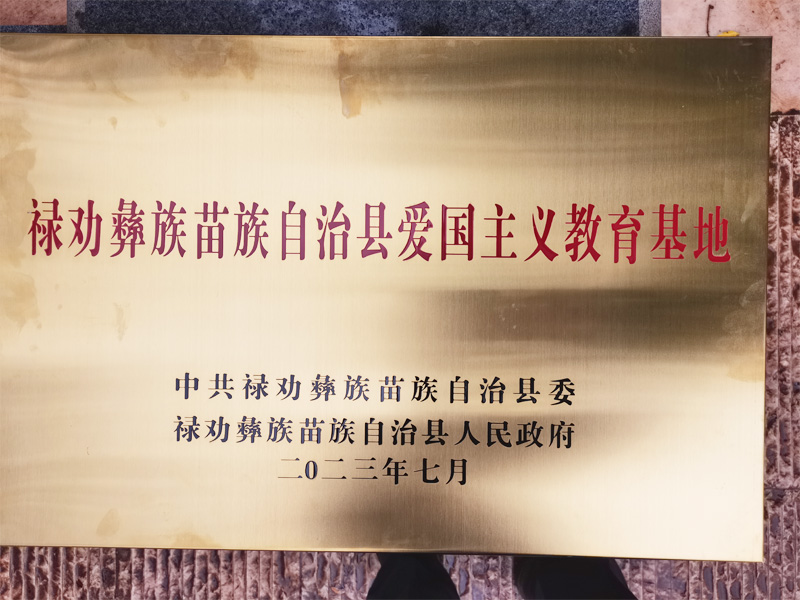 禄劝彝族苗族自治县爱国主义教育基地
中共禄劝彝族苗族自治县委
禄劝彝族苗族自治县人民政府
二0二三年七月